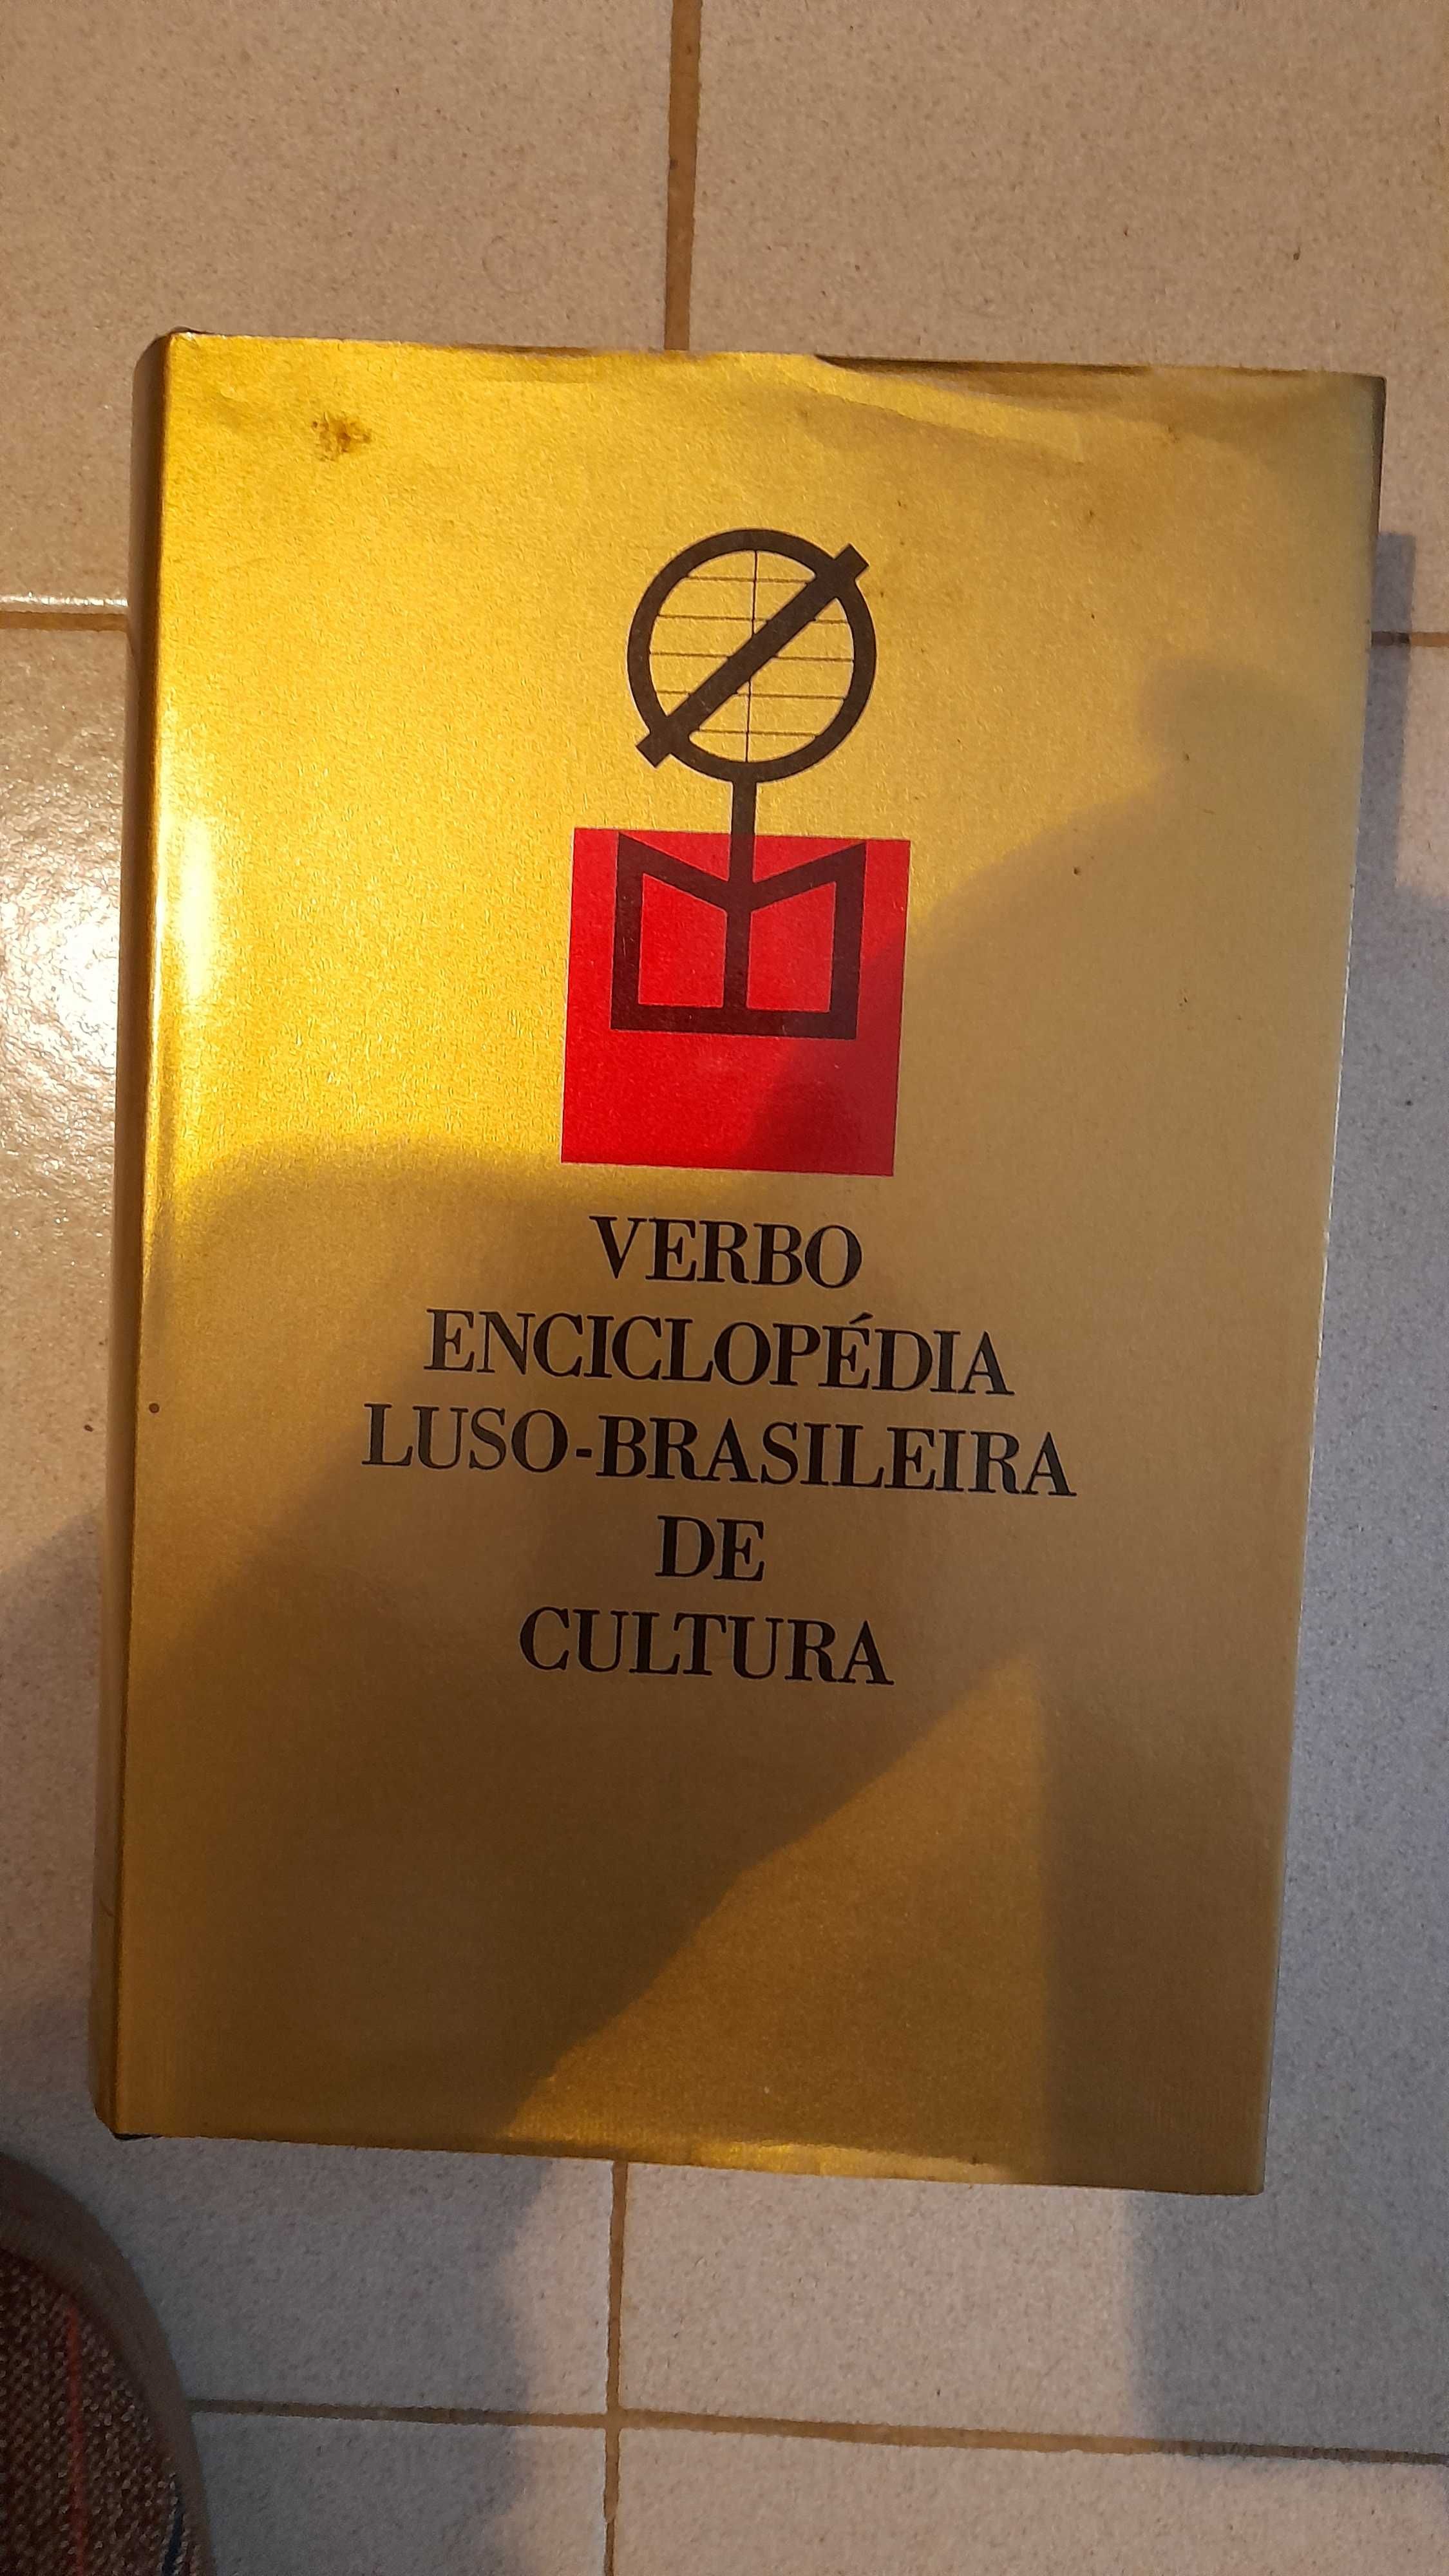 VERBO
ENCICLOPÉDIA
LUSO-BRASILEIRA
DE
CULTURA